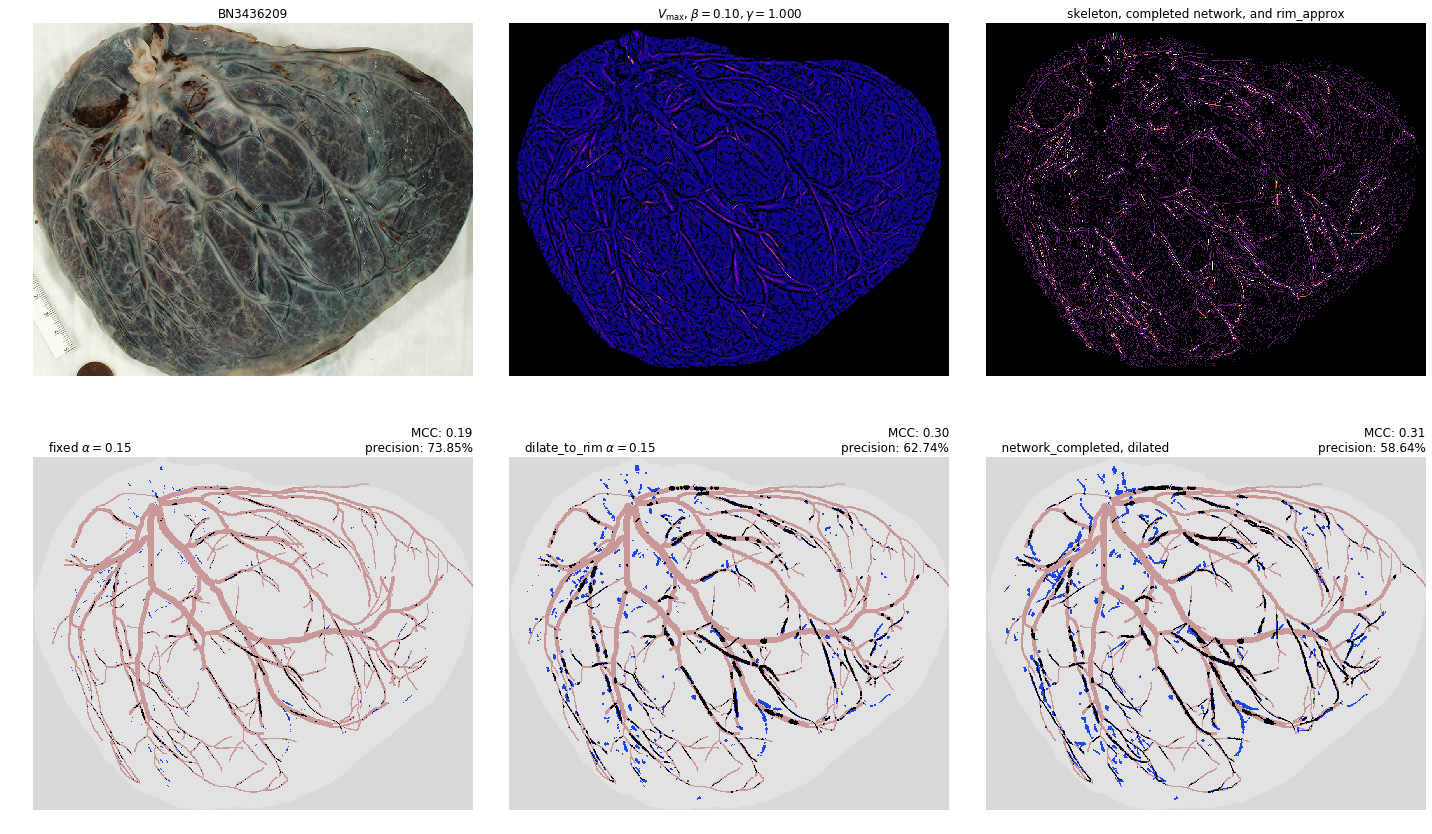 BN3436209
V_max, β = 0.10, γ = 1.000
skeleton, completed network, and rim_approx
MCC: 0.19
fixed α = 0.15
precision: 73.85%
MCC: 0.30
dilate_to_rim α = 0.15
precision: 62.74%
MCC: 0.31
network_completed, dilated
precision: 58.64%